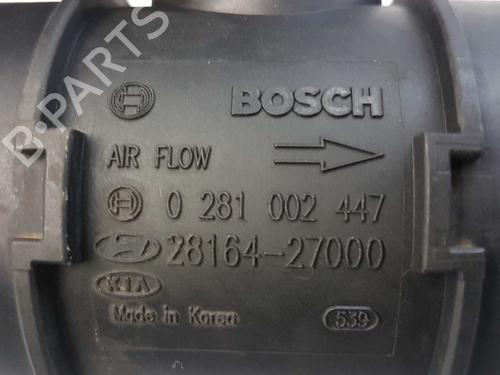 BOSCH
AIR FLOW
0 281 002 447
28164-27000
KIA
Made in Korea 539
B-PARTS